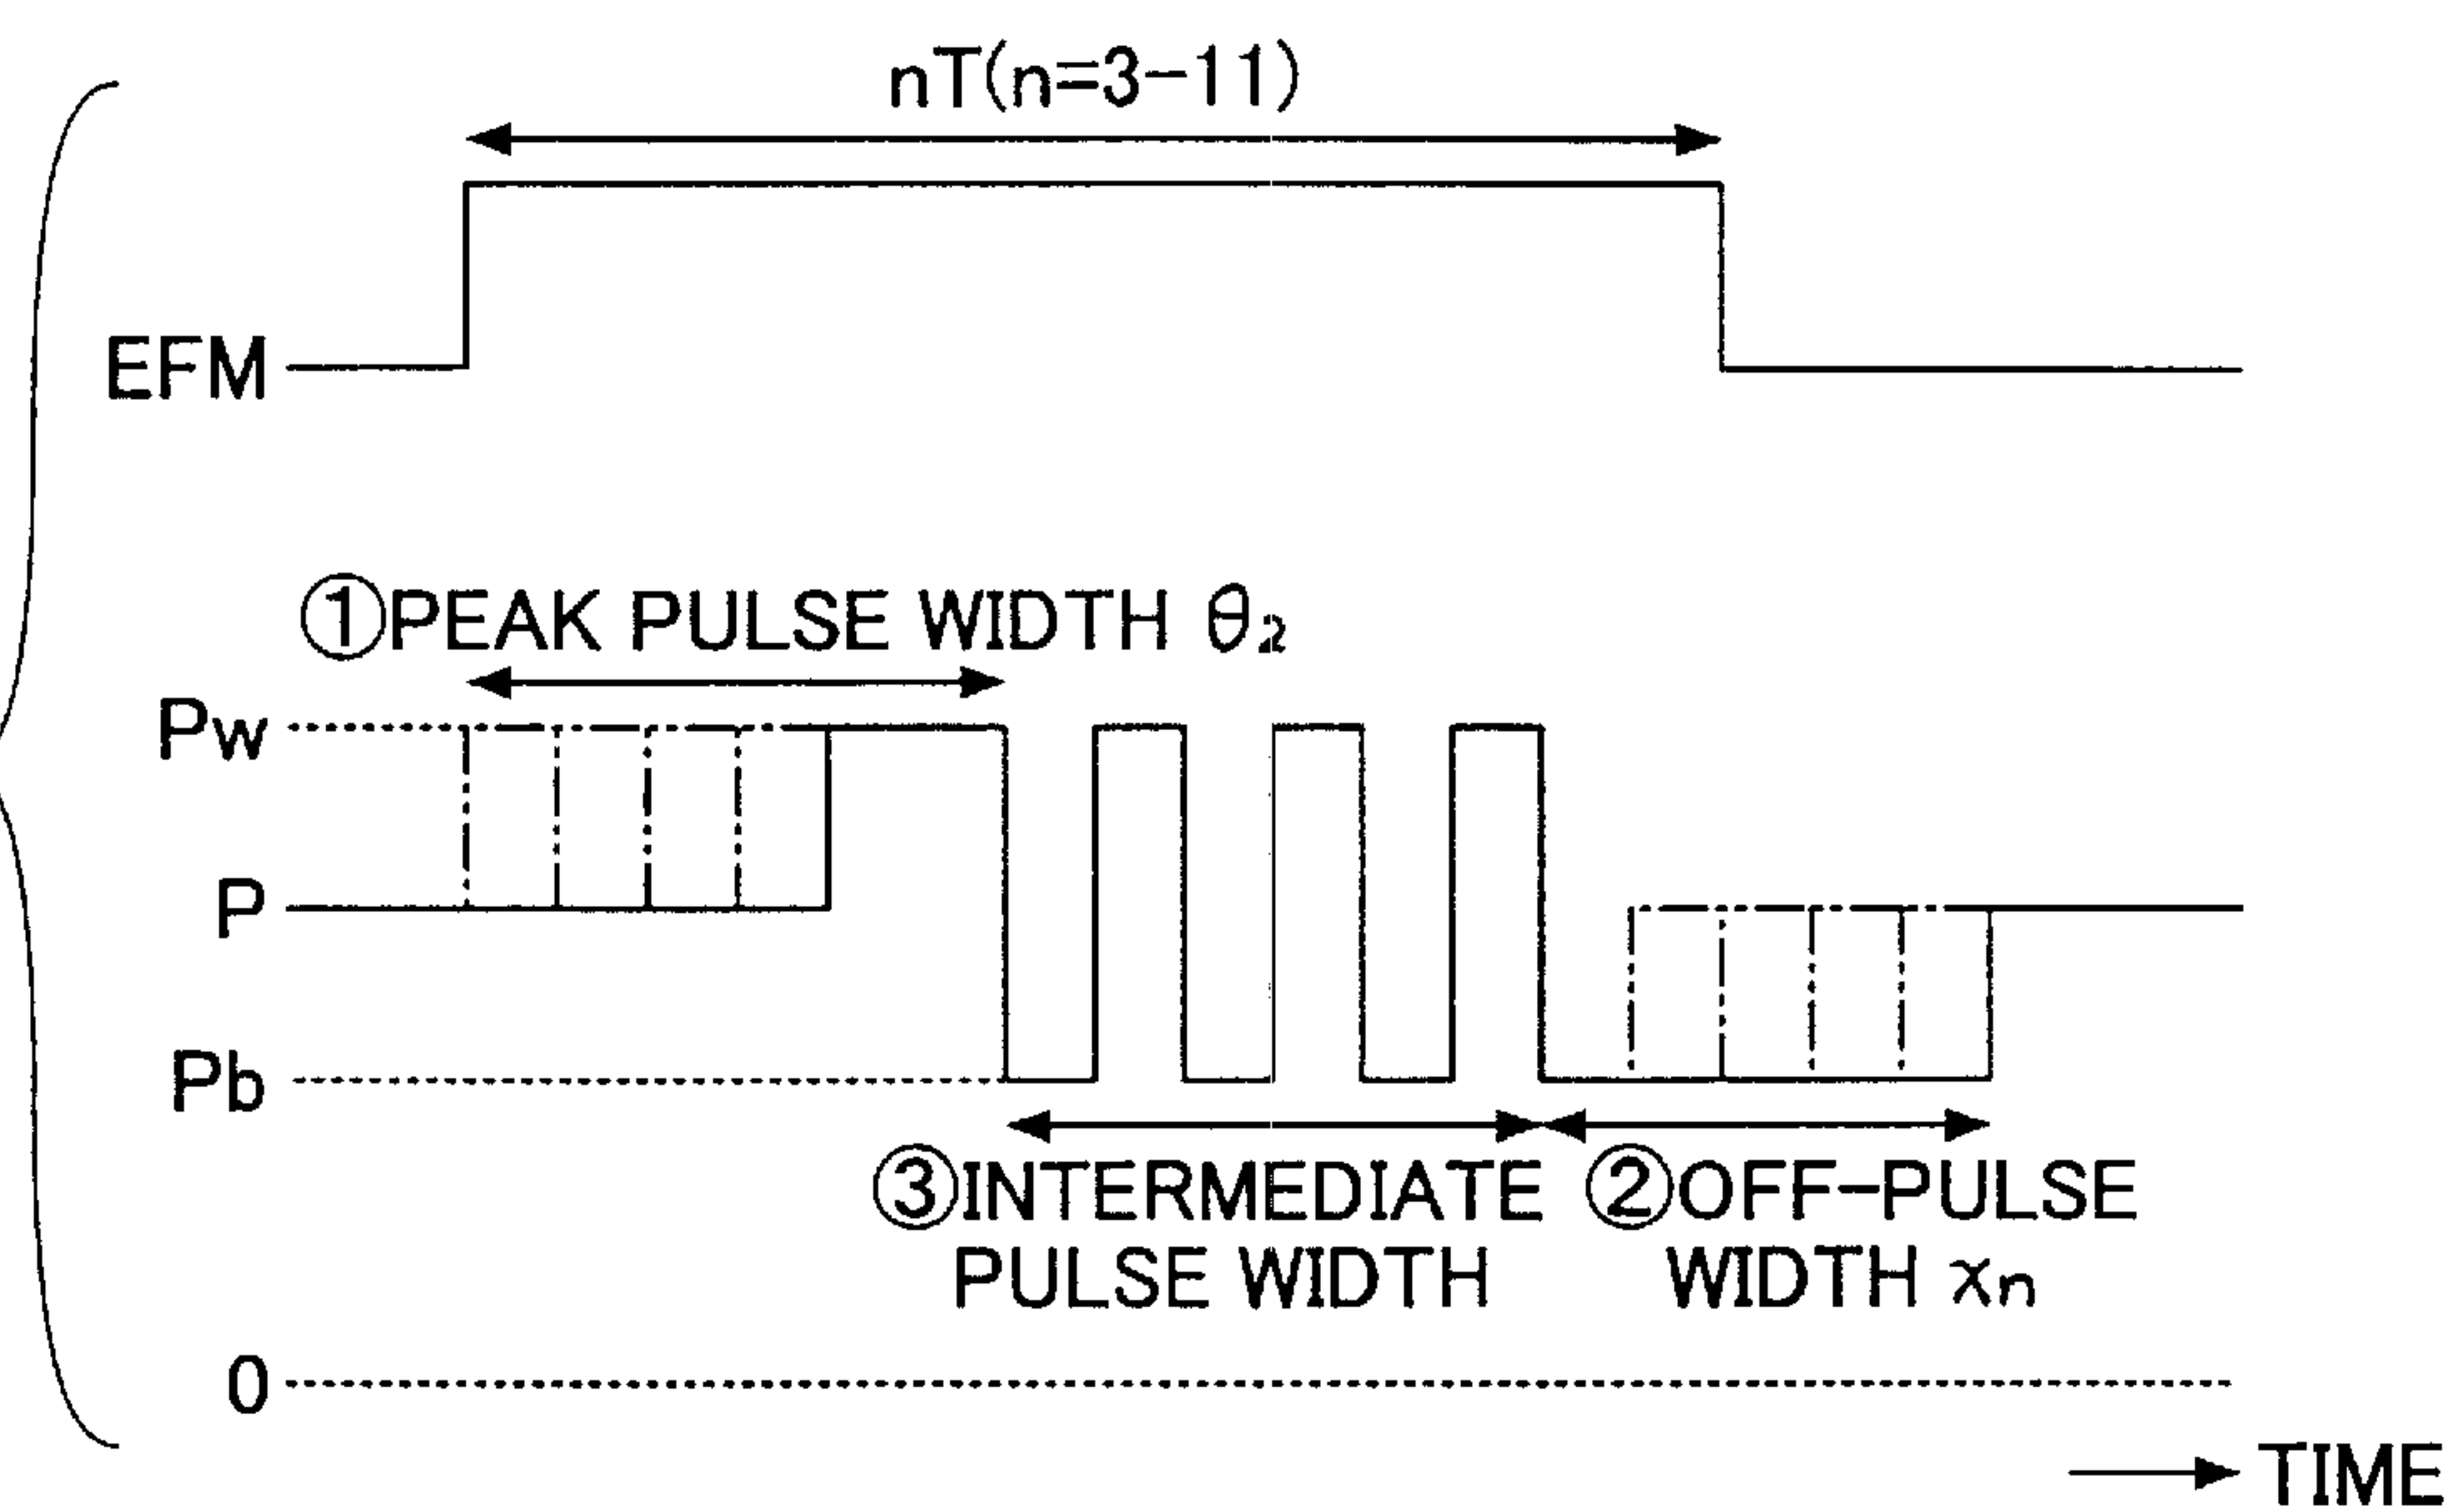 nT(n=3-11)
EFM
①PEAK PULSE WIDTH θ₂
Pw
P
Pb
③INTERMEDIATE
PULSE WIDTH
②OFF-PULSE
WIDTH xn
0
TIME